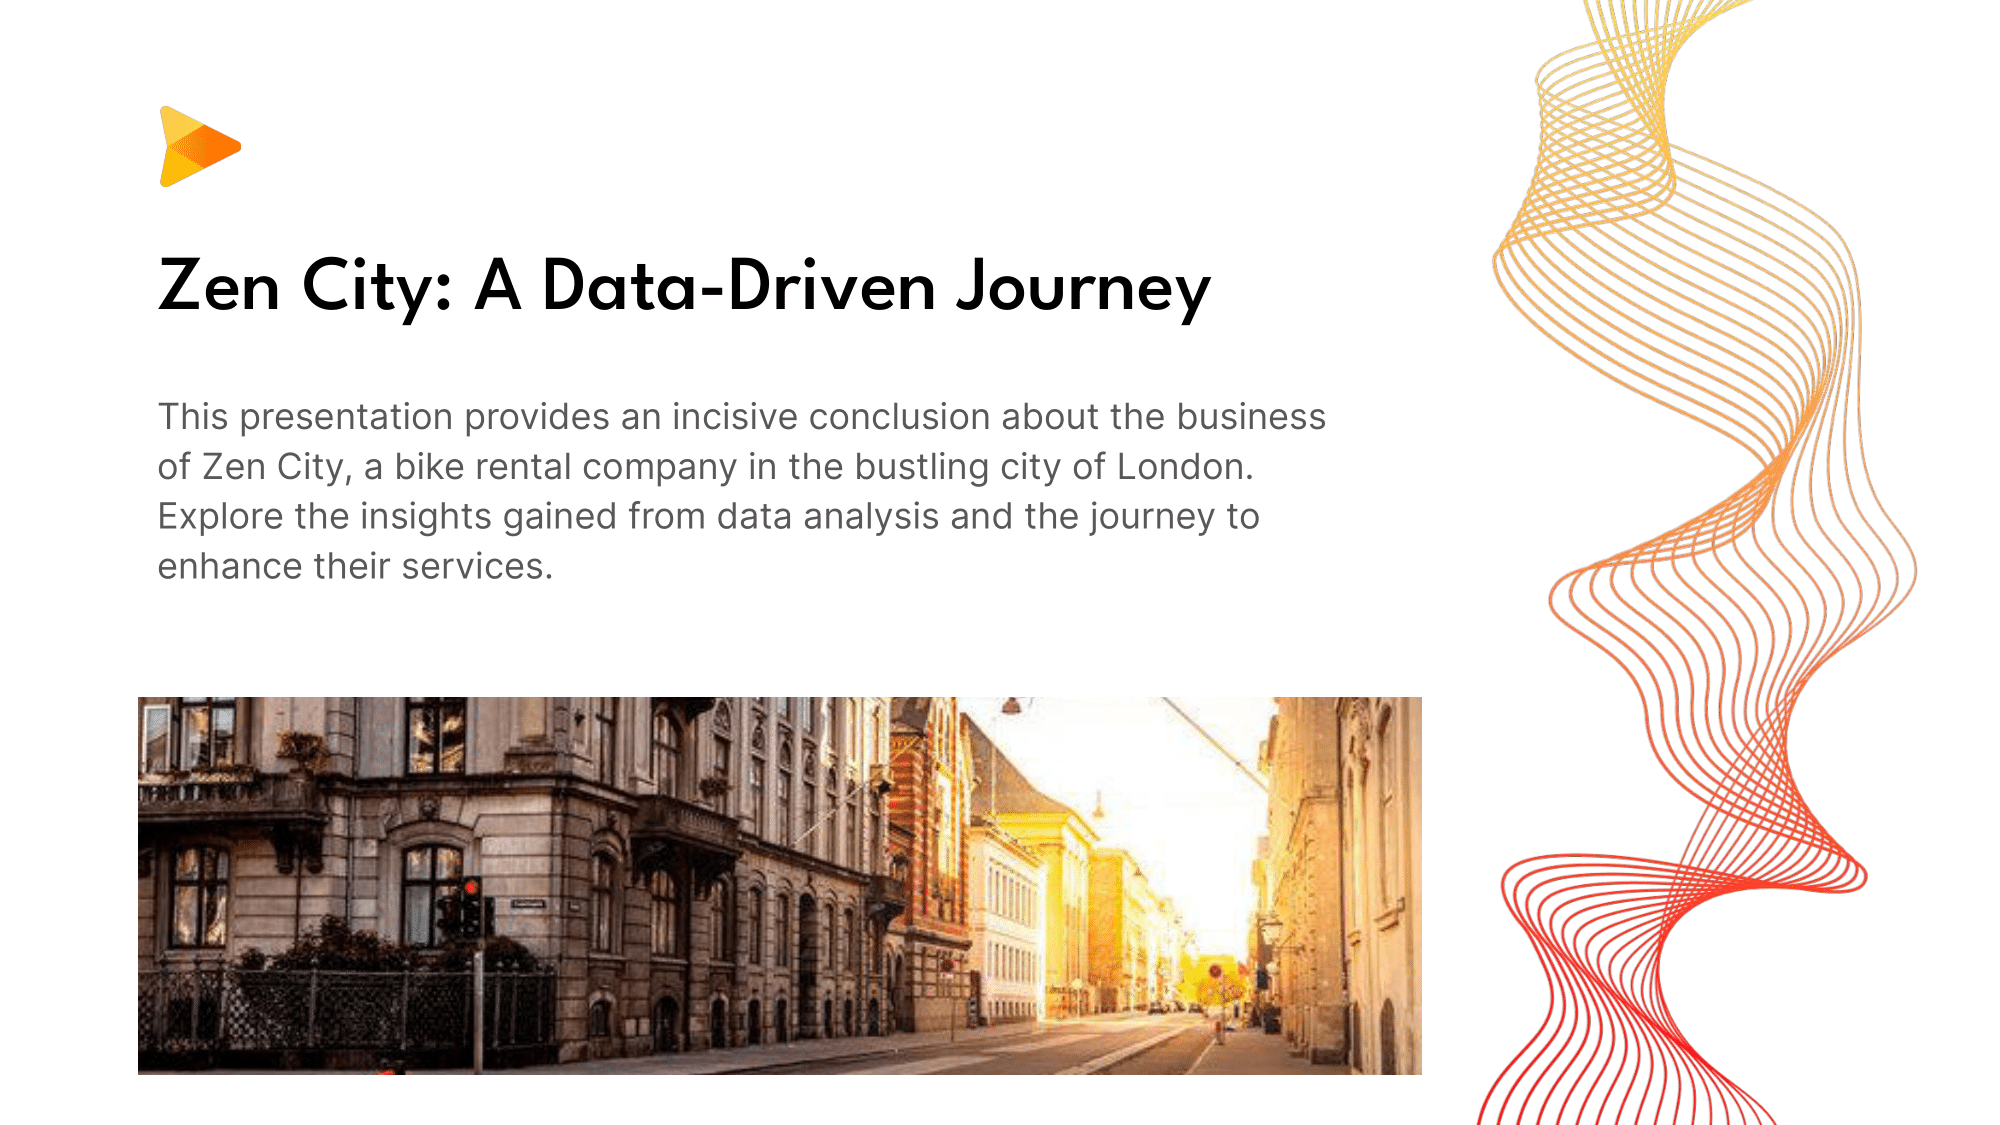 Zen City: A Data-Driven Journey
This presentation provides an incisive conclusion about the business
of Zen City, a bike rental company in the bustling city of London.
Explore the insights gained from data analysis and the journey to
enhance their services.